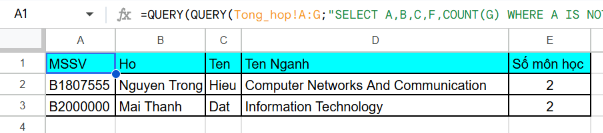 A1 fx =QUERY(QUERY(Tong_hop!A:G;"SELECT A,B,C,F,COUNT(G) WHERE A IS NO
A B C D E
1 MSSV Ho Ten Ten Nganh Số môn học
2 B1807555 Nguyen Trong Hieu Computer Networks And Communication 2
3 B2000000 Mai Thanh Dat Information Technology 2
4